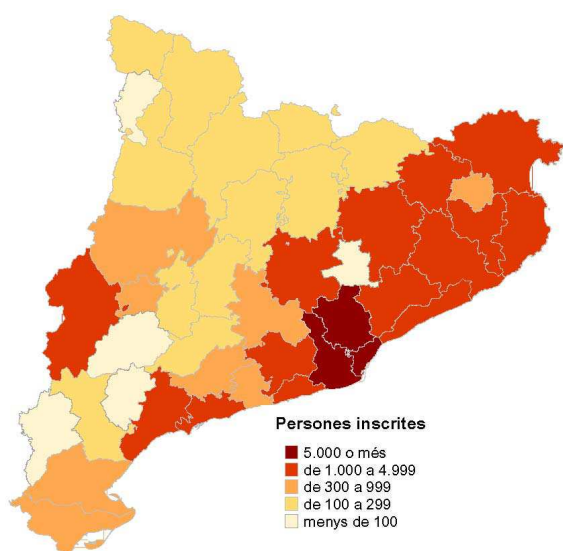 Persones inscrites
5.000 o més
de 1.000 a 4.999
de 300 a 999
de 100 a 299
menys de 100